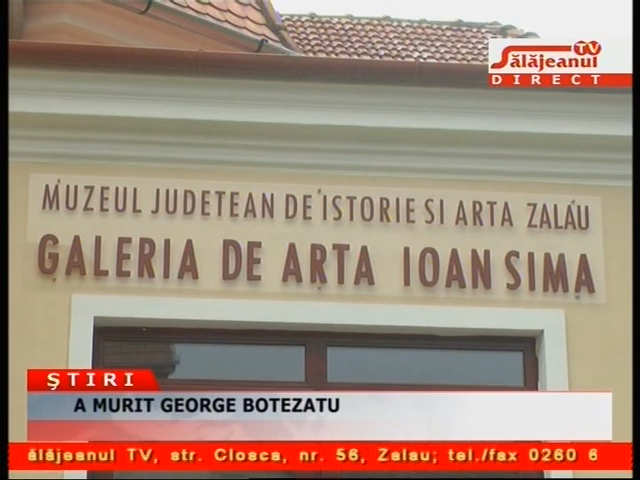 Sălăjeanul TV
DIRECT
MUZEUL JUDETEAN DE ISTORIE SI ARTA ZALĂU
GALERIA DE ARTA IOAN SIMA
ŞTIRI
A MURIT GEORGE BOTEZATU
ălăjeanul TV, str. Closca, nr. 56, Zalau; tel./fax 0260 6